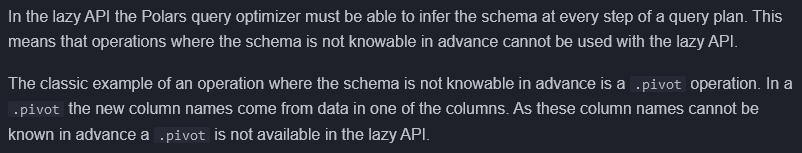 In the lazy API the Polars query optimizer must be able to infer the schema at every step of a query plan. This
means that operations where the schema is not knowable in advance cannot be used with the lazy API.
The classic example of an operation where the schema is not knowable in advance is a .pivot operation. In a
.pivot the new column names come from data in one of the columns. As these column names cannot be
known in advance a .pivot is not available in the lazy API.